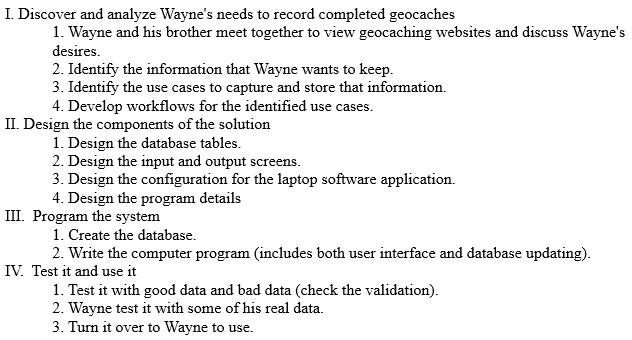 I. Discover and analyze Wayne's needs to record completed geocaches
1. Wayne and his brother meet together to view geocaching websites and discuss Wayne's
desires.
2. Identify the information that Wayne wants to keep.
3. Identify the use cases to capture and store that information.
4. Develop workflows for the identified use cases.
II. Design the components of the solution
1. Design the database tables.
2. Design the input and output screens.
3. Design the configuration for the laptop software application.
4. Design the program details
III. Program the system
1. Create the database.
2. Write the computer program (includes both user interface and database updating).
IV. Test it and use it
1. Test it with good data and bad data (check the validation).
2. Wayne test it with some of his real data.
3. Turn it over to Wayne to use.